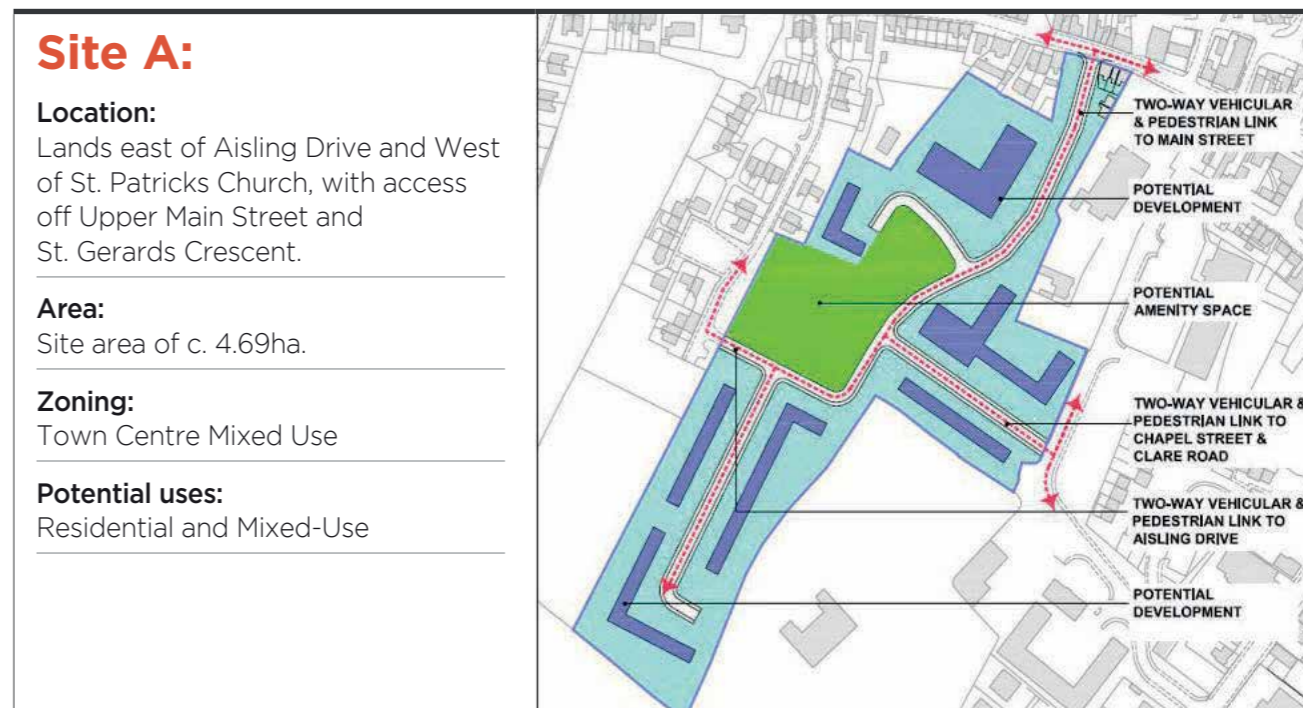 Site A:
Location:
Lands east of Aisling Drive and West
of St. Patricks Church, with access
off Upper Main Street and
St. Gerards Crescent.
Area:
Site area of c. 4.69ha.
Zoning:
Town Centre Mixed Use
Potential uses:
Residential and Mixed-Use
TWO-WAY VEHICULAR
& PEDESTRIAN LINK
TO MAIN STREET
POTENTIAL
DEVELOPMENT
POTENTIAL
AMENITY SPACE
TWO-WAY VEHICULAR &
PEDESTRIAN LINK TO
CHAPEL STREET &
CLARE ROAD
TWO-WAY VEHICULAR &
PEDESTRIAN LINK TO
AISLING DRIVE
POTENTIAL
DEVELOPMENT